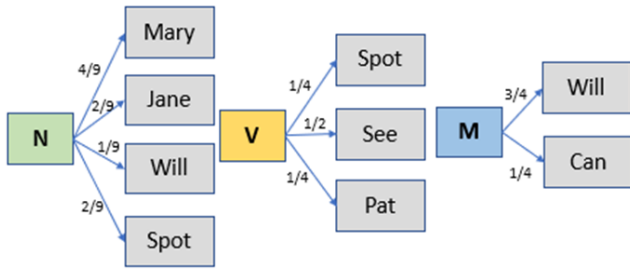 N
4/9
Mary
2/9
Jane
1/9
Will
2/9
Spot
V
1/4
Spot
1/2
See
1/4
Pat
M
3/4
Will
1/4
Can